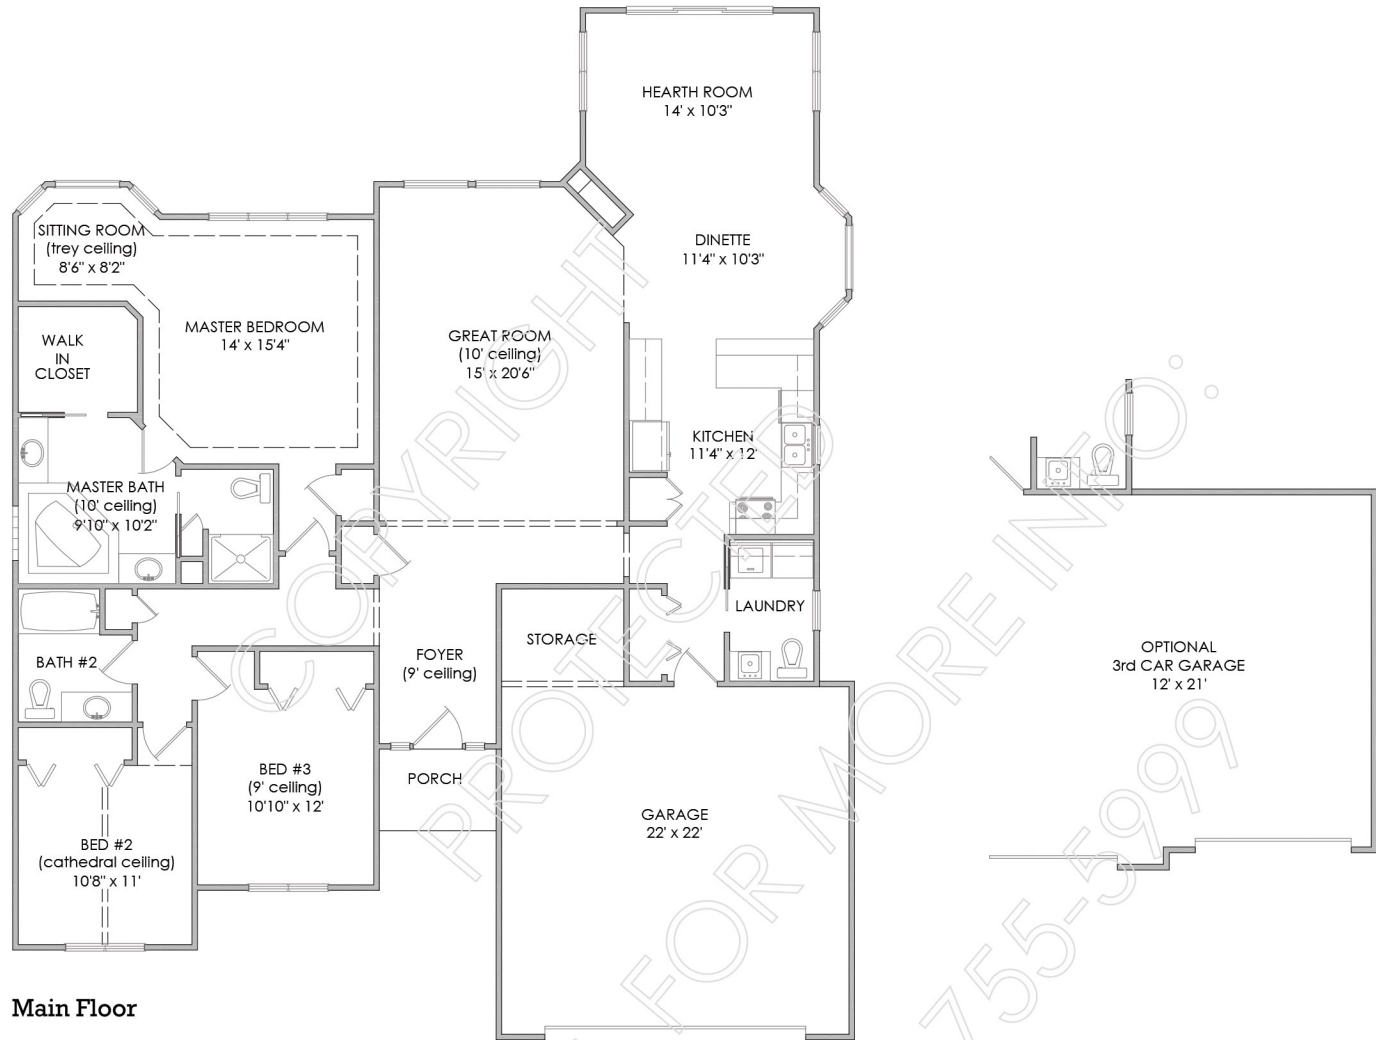 HEARTH ROOM
14' x 10'3"
SITTING ROOM
(trey ceiling)
8'6" x 8'2"
DINETTE
11'4" x 10'3"
MASTER BEDROOM
14' x 15'4"
WALK
IN
CLOSET
GREAT ROOM
(10' ceiling)
15' x 20'6"
KITCHEN
11'4" x 12'
MASTER BATH
(10' ceiling)
9'10" x 10'2"
LAUNDRY
STORAGE
BATH #2
FOYER
(9' ceiling)
OPTIONAL
3rd CAR GARAGE
12' x 21'
BED #3
(9' ceiling)
10'10" x 12'
PORCH
GARAGE
22' x 22'
BED #2
(cathedral ceiling)
10'8" x 11'
Main Floor
COPYRIGHT
PROTECTED
FOR MORE INFO:
755-5999